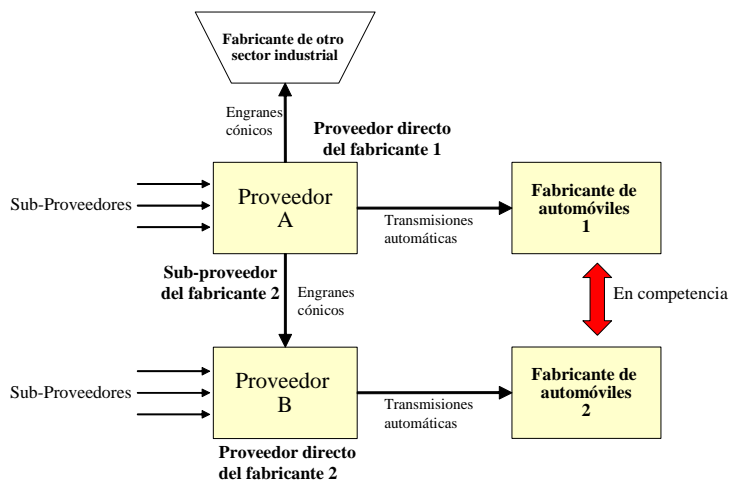 Fabricante de otro
sector industrial
Engranes
cónicos
Proveedor directo
del fabricante 1
Sub-Proveedores
Proveedor
A
Transmisiones
automáticas
Fabricante de
automóviles
1
Sub-proveedor
del fabricante 2
Engranes
cónicos
En competencia
Sub-Proveedores
Proveedor
B
Transmisiones
automáticas
Fabricante de
automóviles
2
Proveedor directo
del fabricante 2